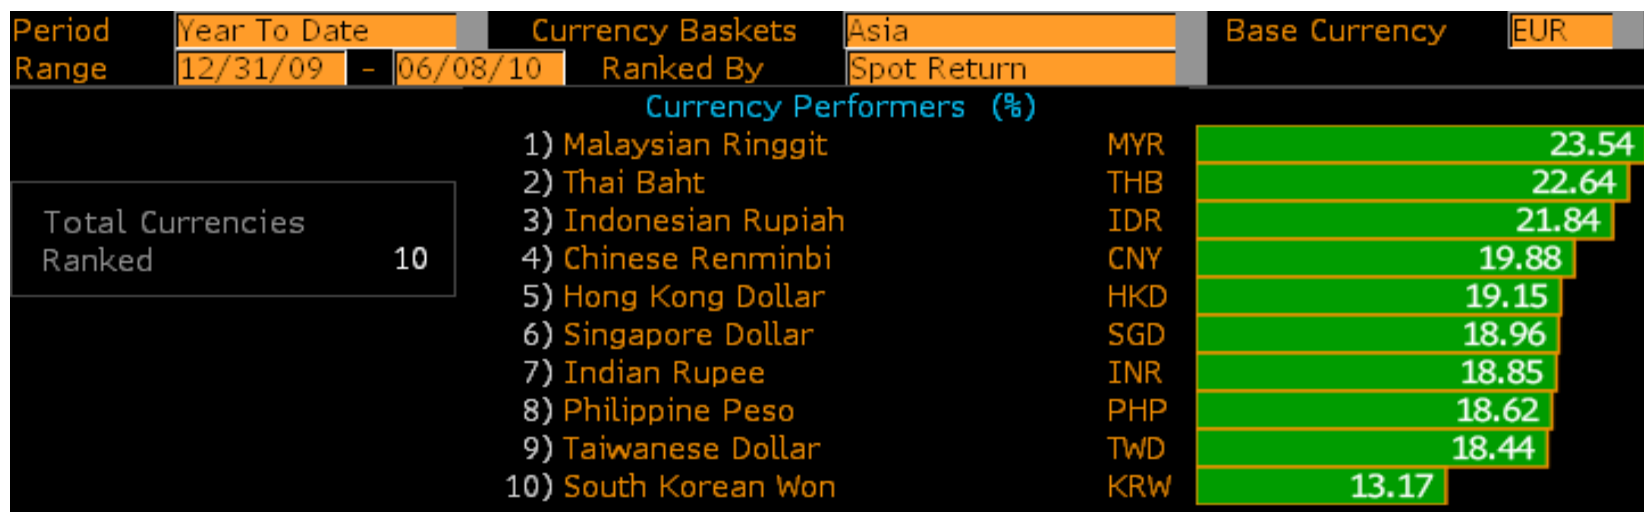 Period Year To Date Currency Baskets Asia Base Currency EUR
Range 12/31/09 - 06/08/10 Ranked By Spot Return
Currency Performers (%)
Total Currencies
Ranked 10
1) Malaysian Ringgit MYR 23.54
2) Thai Baht THB 22.64
3) Indonesian Rupiah IDR 21.84
4) Chinese Renminbi CNY 19.88
5) Hong Kong Dollar HKD 19.15
6) Singapore Dollar SGD 18.96
7) Indian Rupee INR 18.85
8) Philippine Peso PHP 18.62
9) Taiwanese Dollar TWD 18.44
10) South Korean Won KRW 13.17